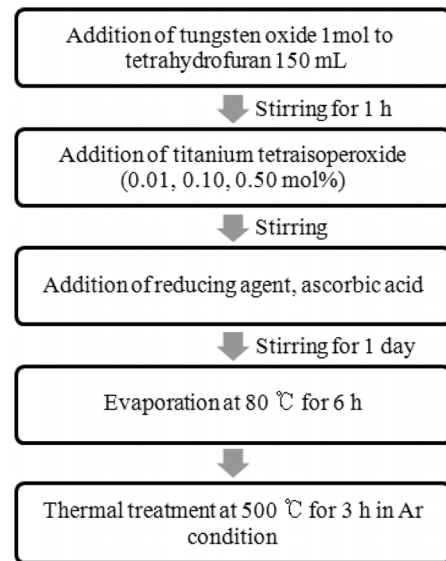 Addition of tungsten oxide 1mol to
tetrahydrofuran 150 mL
Stirring for 1 h
Addition of titanium tetraisoperoxide
(0.01, 0.10, 0.50 mol%)
Stirring
Addition of reducing agent, ascorbic acid
Stirring for 1 day
Evaporation at 80 ℃ for 6 h
Thermal treatment at 500 ℃ for 3 h in Ar
condition